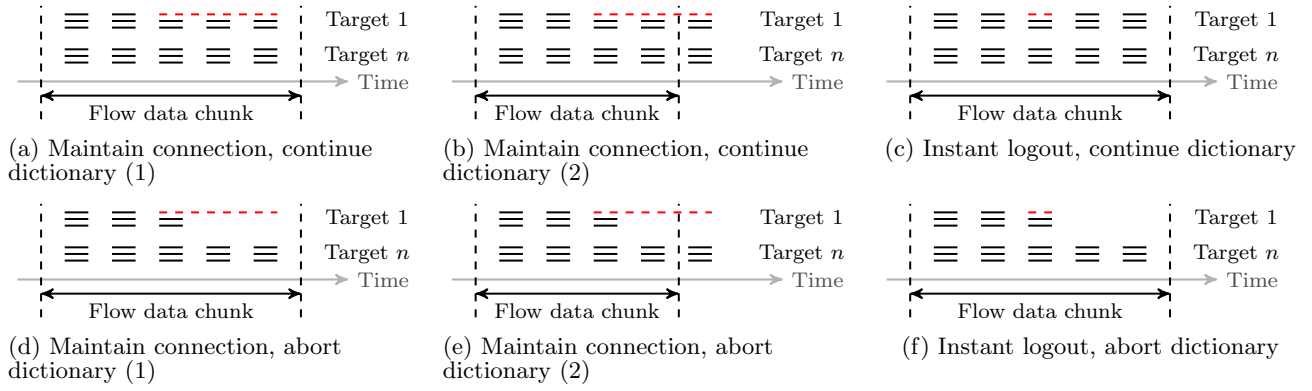 Target 1
Target n
Time
Flow data chunk
(a) Maintain connection, continue
dictionary (1)
Target 1
Target n
Time
Flow data chunk
(b) Maintain connection, continue
dictionary (2)
Target 1
Target n
Time
Flow data chunk
(c) Instant logout, continue dictionary
Target 1
Target n
Time
Flow data chunk
(d) Maintain connection, abort
dictionary (1)
Target 1
Target n
Time
Flow data chunk
(e) Maintain connection, abort
dictionary (2)
Target 1
Target n
Time
Flow data chunk
(f) Instant logout, abort dictionary